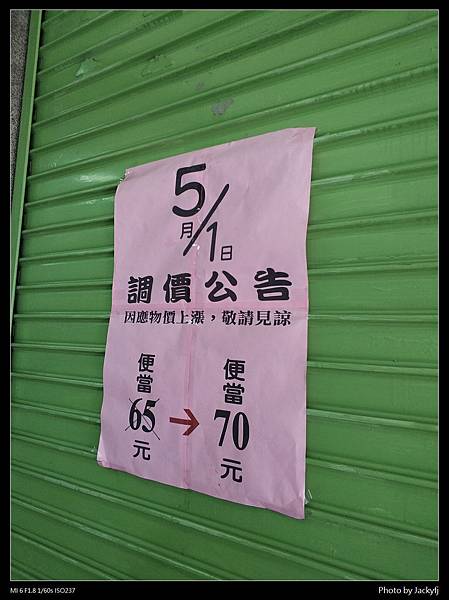 5月/1日
調價公告
因應物價上漲，敬請見諒
便當 便當
65 → 70
元 元
MI 6 F1.8 1/60s ISO237
Photo by Jackyfj